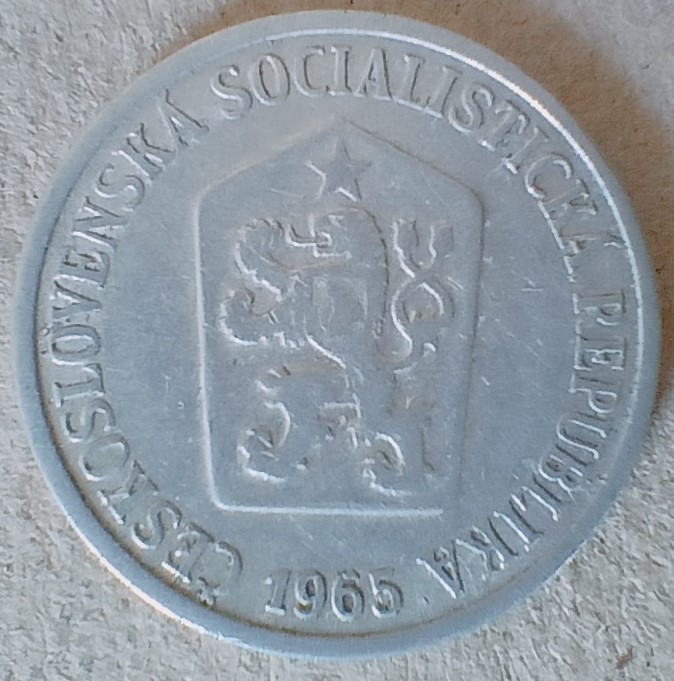 ČESKOSLOVENSKÁ SOCIALISTICKÁ REPUBLIKA
1965